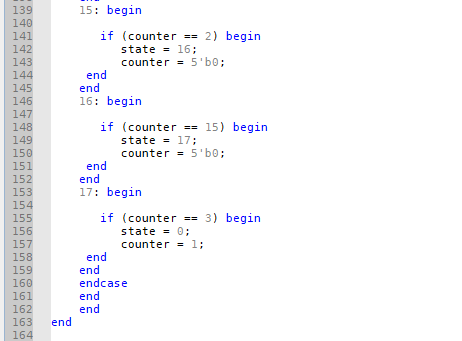 139 15: begin
140
141 if (counter == 2) begin
142 state = 16;
143 counter = 5'b0;
144 end
145 end
146 16: begin
147
148 if (counter == 15) begin
149 state = 17;
150 counter = 5'b0;
151 end
152 end
153 17: begin
154
155 if (counter == 3) begin
156 state = 0;
157 counter = 1;
158 end
159 end
160 endcase
161 end
162 end
163 end
164